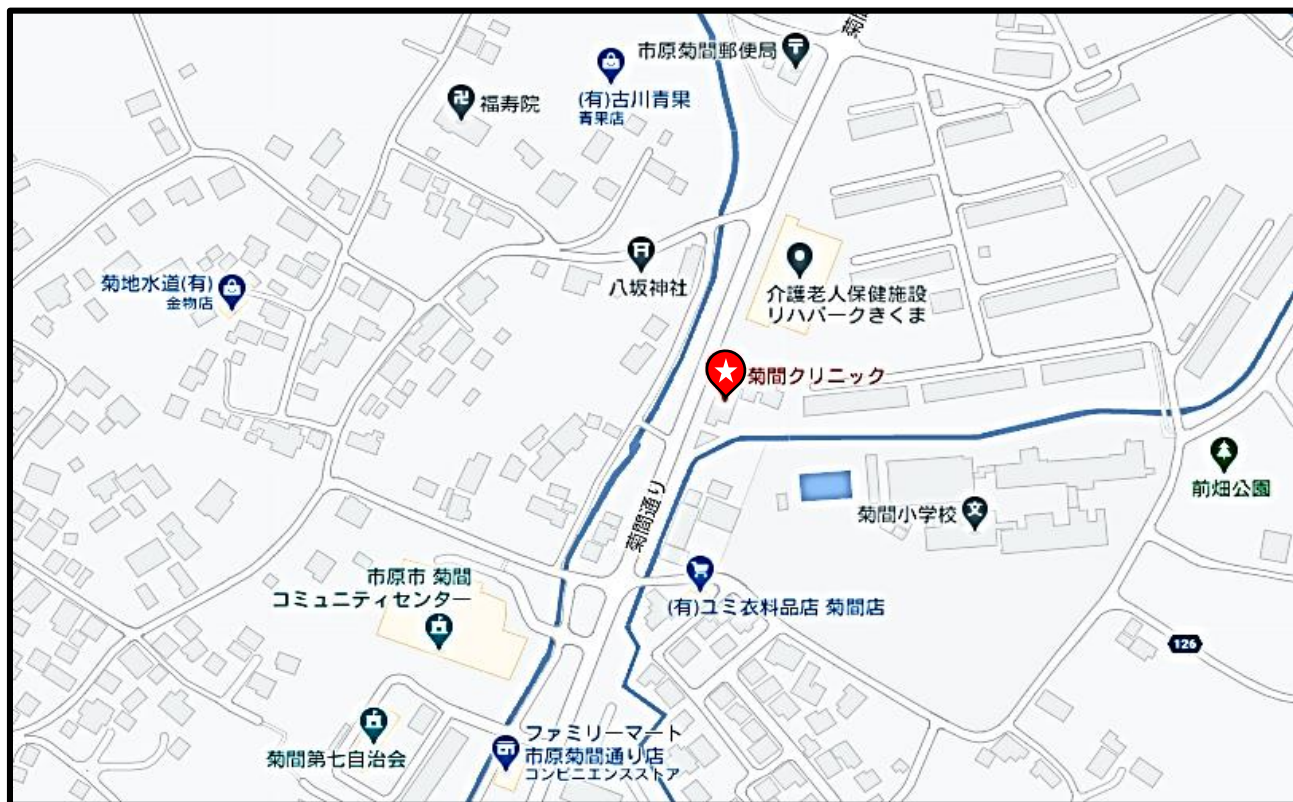 菊間
市原菊間郵便局
(有)古川青果
青果店
福寿院
八坂神社
菊地水道(有)
金物店
介護老人保健施設
リハパークきくま
菊間クリニック
前畑公園
菊間小学校
菊間通り
市原市 菊間
コミュニティセンター
(有)ユミ衣料品店 菊間店
126
ファミリーマート
市原菊間通り店
コンビニエンスストア
菊間第七自治会